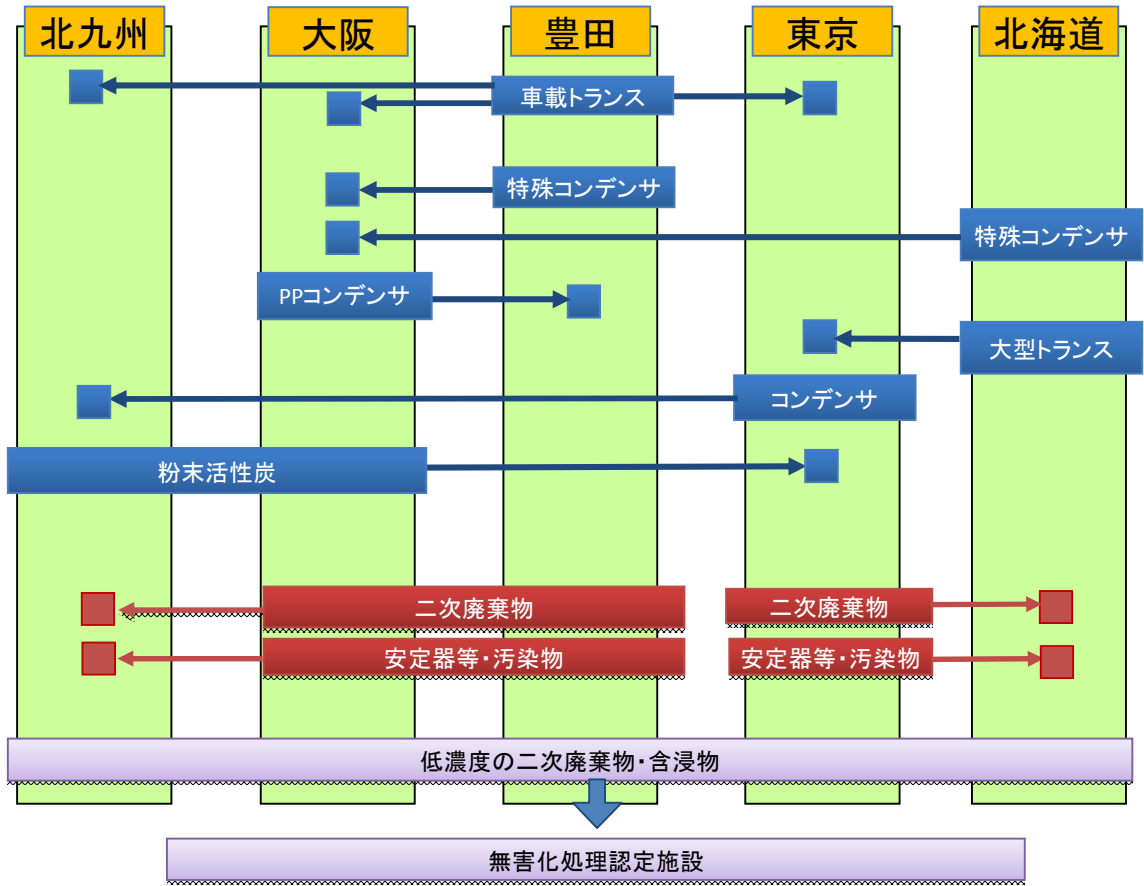 北九州
大阪
豊田
東京
北海道
車載トランス
特殊コンデンサ
特殊コンデンサ
PPコンデンサ
大型トランス
コンデンサ
粉末活性炭
二次廃棄物
二次廃棄物
安定器等・汚染物
安定器等・汚染物
低濃度の二次廃棄物・含浸物
無害化処理認定施設